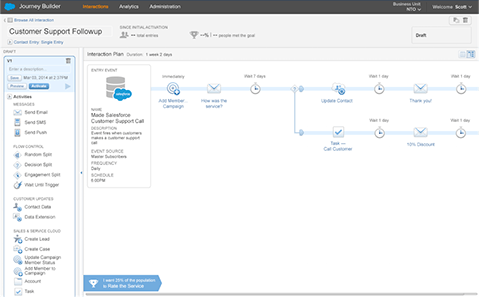 Journey Builder
Interactions
Analytics
Administration
Business Unit
NTO
Welcome Scott
Browse All Interaction
Customer Support Followup
Contact Entry Single Entry
SINCE INITIAL ACTIVATION
-- total entries
--% | -- people met the goal
Draft
DRAFT
V1
Enter a description...
Save Mar 03, 2014 at 2:27PM
Preview Activate
Activities
MESSAGES
Send Email
Send SMS
Send Push
FLOW CONTROL
Random Split
Decision Split
Engagement Split
Wait Until Trigger
CUSTOMER UPDATES
Contact Data
Data Extension
SALES & SERVICE CLOUD
Create Lead
Create Case
Update Campaign
Member Status
Add Member to
Campaign
Account
Task
Interaction Plan Duration: 1 week 2 days
ENTRY EVENT
salesforce
NAME
Made Salesforce
Customer Support Call
DESCRIPTION
Event fires when customers
makes a customer support
call
EVENT SOURCE
Master Subscribers
FREQUENCY
Daily
SCHEDULE
6:00PM
Immediately
Add Member...
Campaign
How was the
service?
Wait 7 days
Update Contact
Wait 1 day
Thank you!
Wait 1 day
Task —
Call Customer
Wait 1 day
10% Discount
Wait 1 day
I want 25% of the population
to Rate the Service